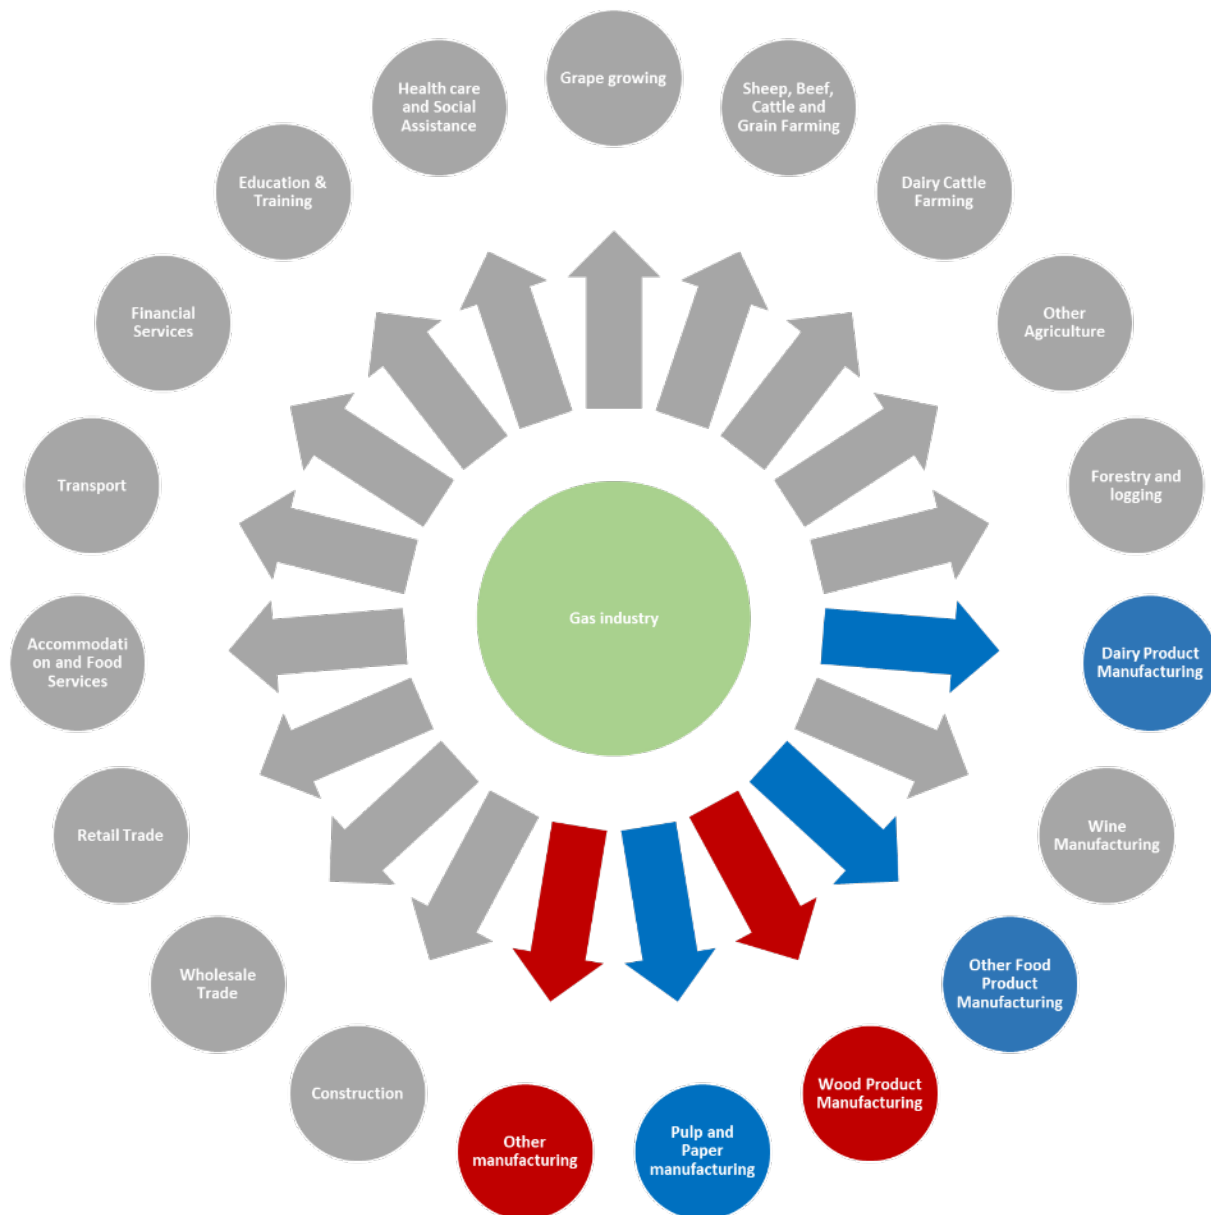 Grape growing
Sheep, Beef,
Cattle and
Grain Farming
Dairy Cattle
Farming
Other
Agriculture
Forestry and
logging
Dairy Product
Manufacturing
Wine
Manufacturing
Other Food
Product
Manufacturing
Wood Product
Manufacturing
Pulp and
Paper
manufacturing
Other
manufacturing
Construction
Wholesale
Trade
Retail Trade
Accommodati
on and Food
Services
Transport
Financial
Services
Education &
Training
Health care
and Social
Assistance
Gas industry